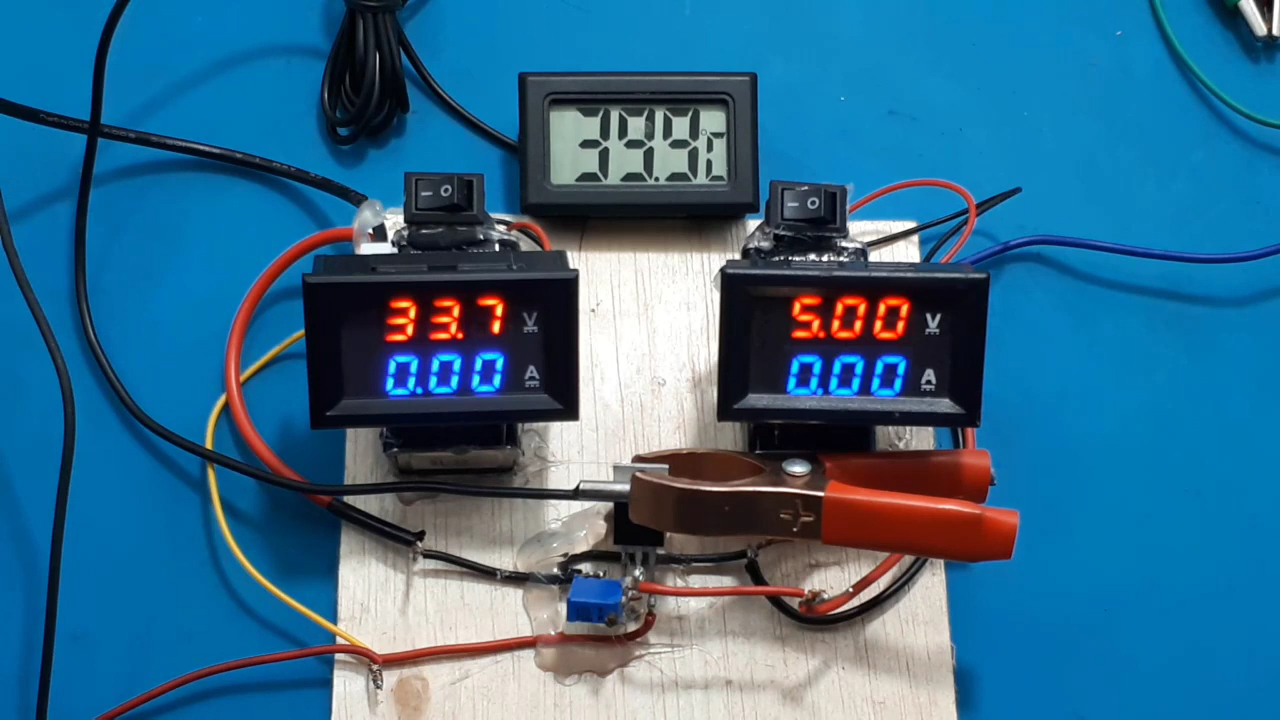 39.9°C
— O
— O
33.7 V
0.00 A
5.00 V
0.00 A
+